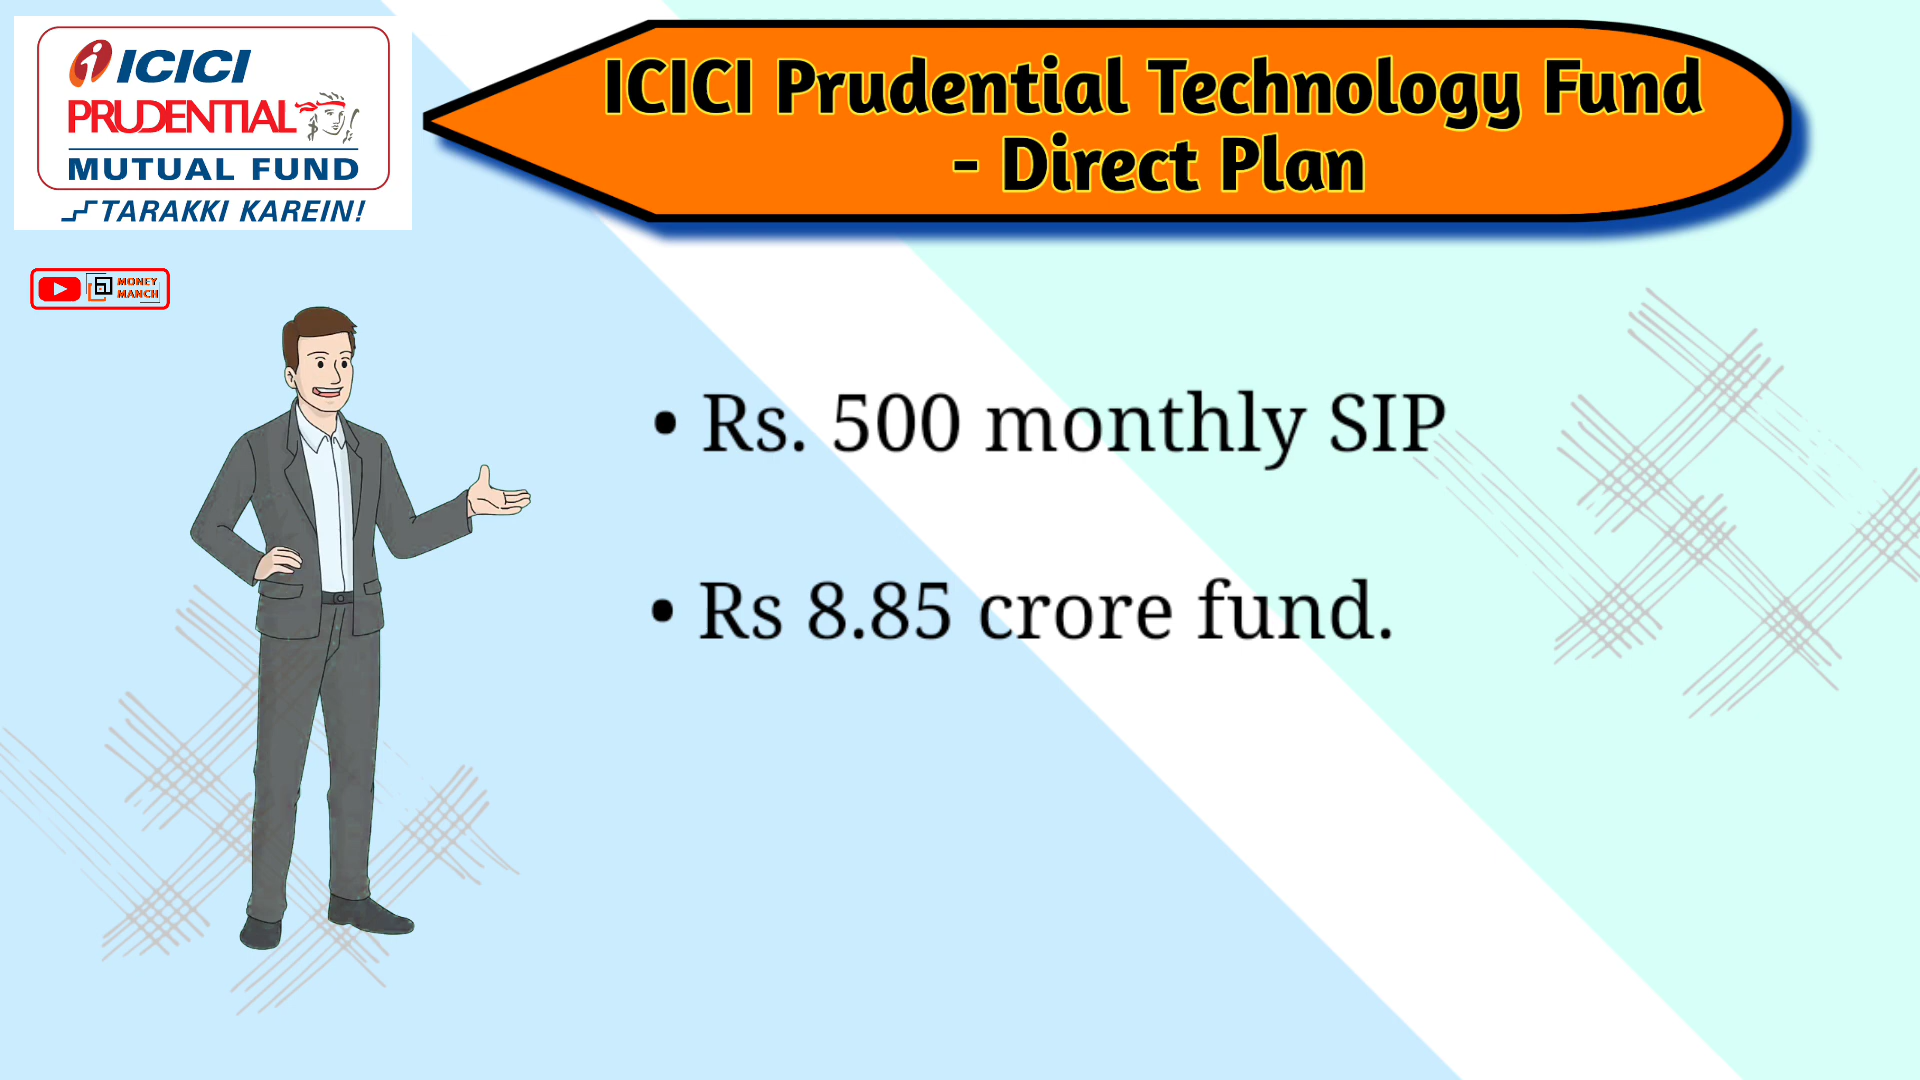 ICICI
PRUDENTIAL
MUTUAL FUND
TARAKKI KAREIN!
ICICI Prudential Technology Fund
- Direct Plan
MONEY
MANCH
• Rs. 500 monthly SIP
• Rs 8.85 crore fund.